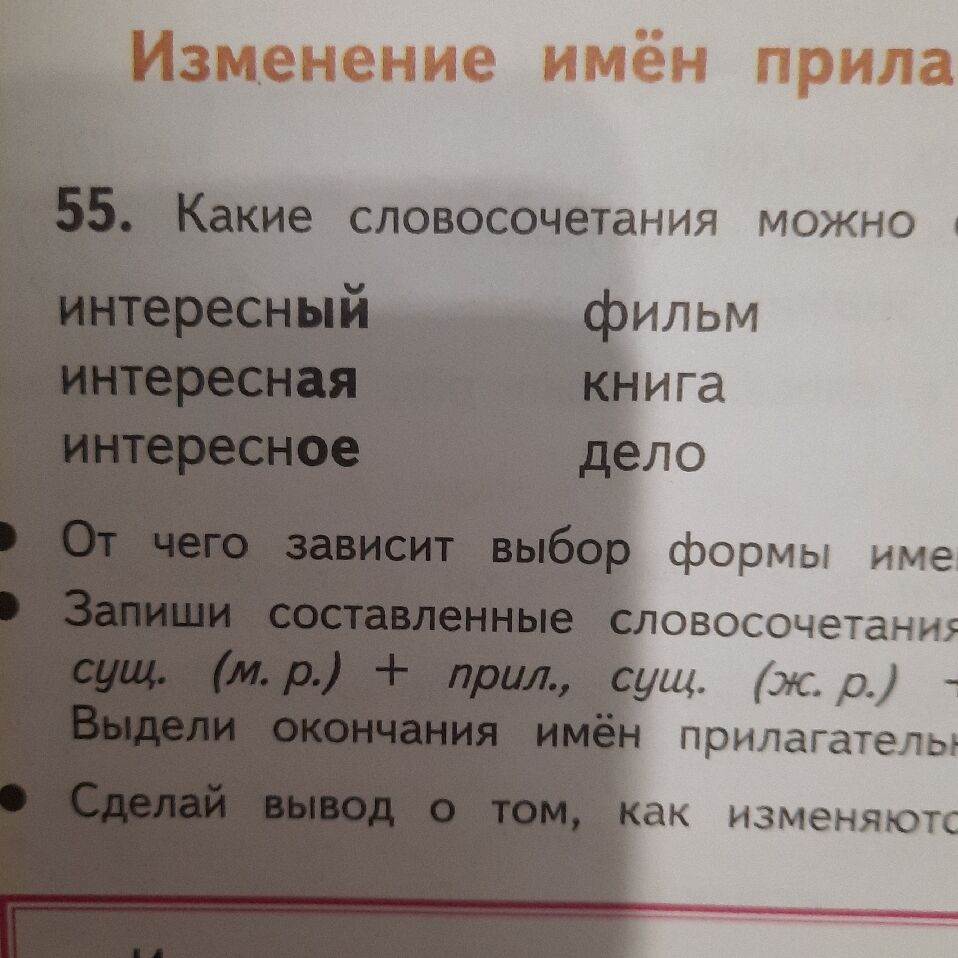 Изменение имён прила
55. Какие словосочетания можно
интересный фильм
интересная книга
интересное дело
От чего зависит выбор формы име
Запиши составленные словосочетания
сущ. (м. р.) + прил., сущ. (ж. р.) +
Выдели окончания имён прилагатель
Сделай вывод о том, как изменяютс